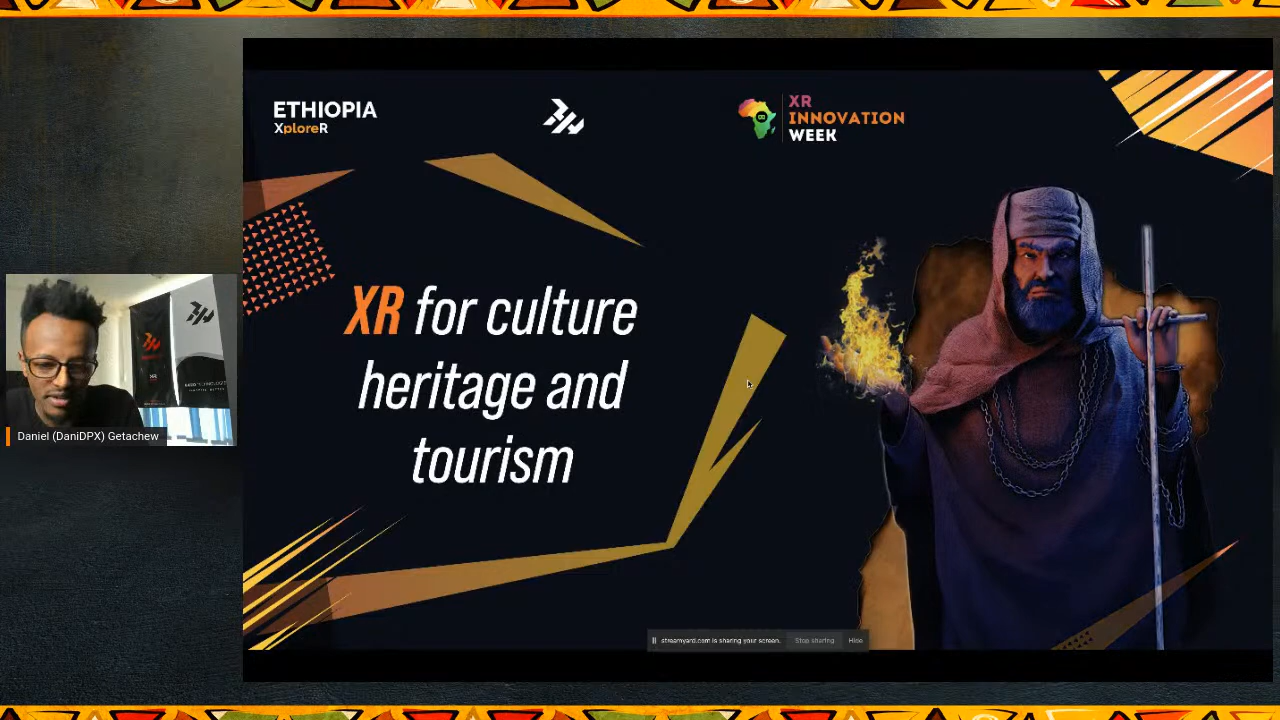 ETHIOPIA
XploreR
XR
INNOVATION
WEEK
XR for culture
heritage and
tourism
Daniel (DaniDPX) Getachew
streamyard.com is sharing your screen. Stop sharing Hide